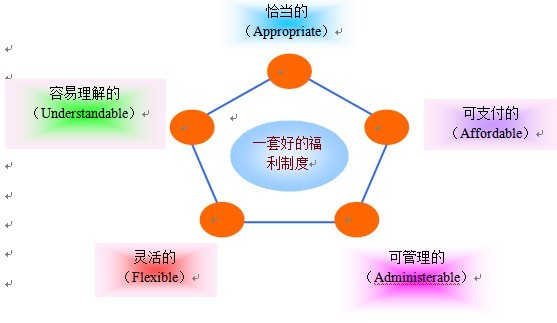 恰当的
（Appropriate）
容易理解的
（Understandable）
可支付的
（Affordable）
一套好的福
利制度
灵活的
（Flexible）
可管理的
（Administerable）